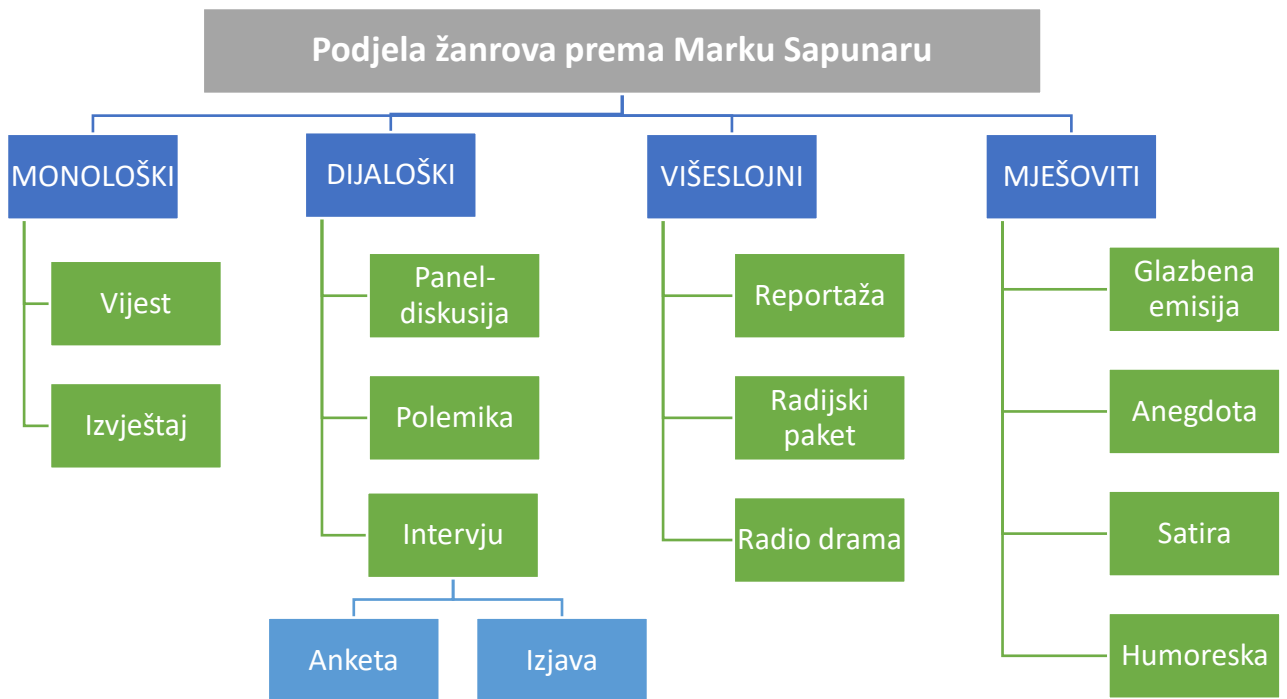 Podjela žanrova prema Marku Sapunaru
MONOLOŠKI
Vijest
Izvještaj
DIJALOŠKI
Panel-
diskusija
Polemika
Intervju
Anketa
Izjava
VIŠESLOJNI
Reportaža
Radijski
paket
Radio drama
MJEŠOVITI
Glazbena
emisija
Anegdota
Satira
Humoreska